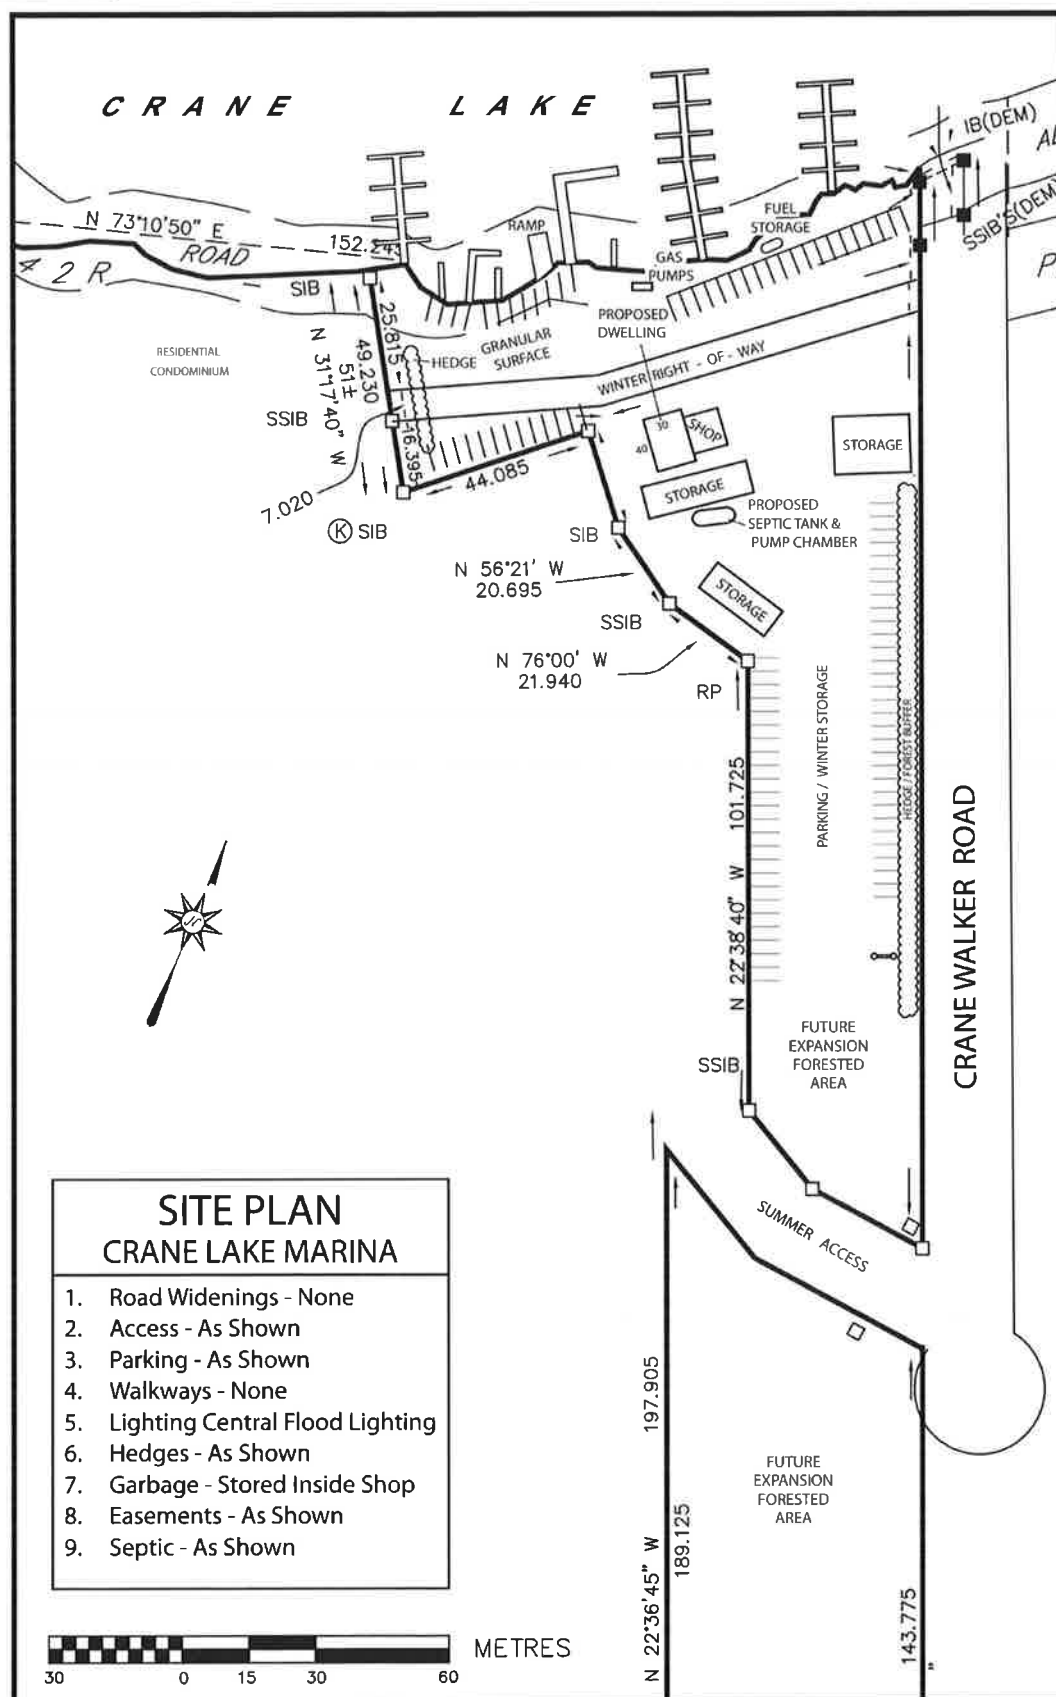 CRANE LAKE
IB(DEM)
SSIB'S(DEM)
N 73°10'50" E
152.243
ROAD
4 2 R
RAMP
FUEL
STORAGE
GAS
PUMPS
SIB
25.815
49.230
51±
N 31°17'40" W
RESIDENTIAL
CONDOMINIUM
HEDGE
GRANULAR
SURFACE
PROPOSED
DWELLING
WINTER RIGHT - OF - WAY
SSIB
16.395
7.020
K SIB
44.085
30
40
SHOP
STORAGE
STORAGE
PROPOSED
SEPTIC TANK &
PUMP CHAMBER
SIB
N 56°21' W
20.695
SSIB
STORAGE
N 76°00' W
21.940
RP
101.725
N 22°38'40" W
PARKING / WINTER STORAGE
HEDGE / FOREST BUFFER
CRANE WALKER ROAD
N
FUTURE
EXPANSION
FORESTED
AREA
SSIB
SUMMER ACCESS
SITE PLAN
CRANE LAKE MARINA
1. Road Widenings - None
2. Access - As Shown
3. Parking - As Shown
4. Walkways - None
5. Lighting Central Flood Lighting
6. Hedges - As Shown
7. Garbage - Stored Inside Shop
8. Easements - As Shown
9. Septic - As Shown
197.905
189.125
N 22°36'45" W
FUTURE
EXPANSION
FORESTED
AREA
143.775
METRES
30 0 15 30 60